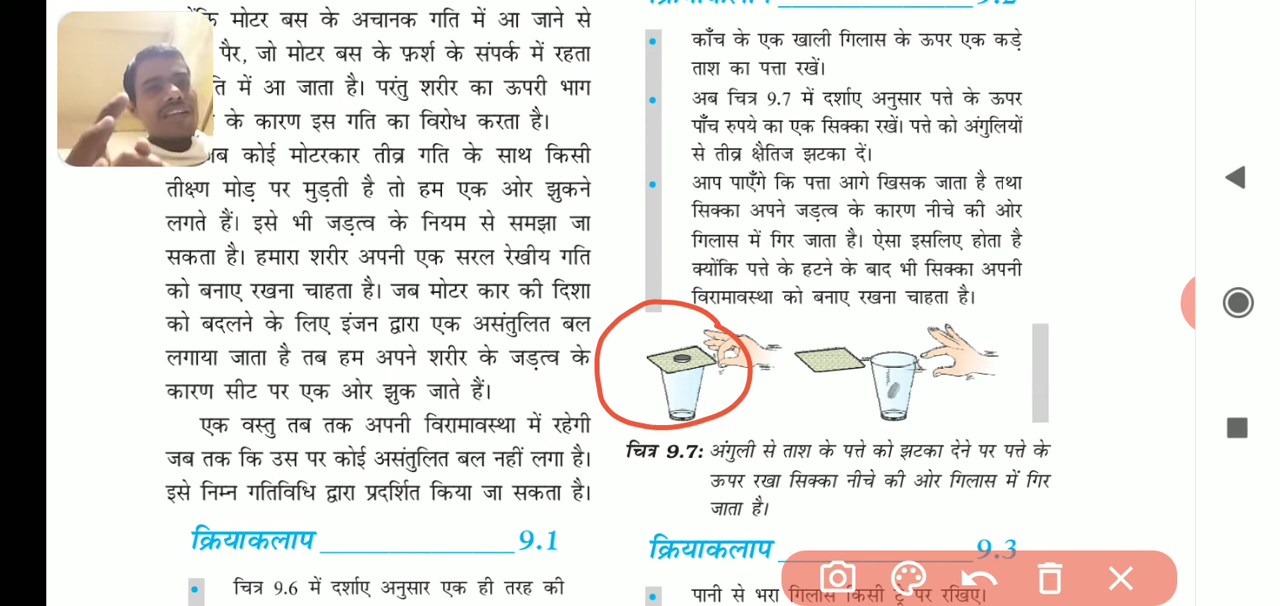 मोटर बस के अचानक गति में आ जाने से
पैर, जो मोटर बस के फ़र्श के संपर्क में रहता
में आ जाता है। परंतु शरीर का ऊपरी भाग
के कारण इस गति का विरोध करता है।
कोई मोटरकार तीव्र गति के साथ किसी
तीक्ष्ण मोड़ पर मुड़ती है तो हम एक ओर झुकने
लगते हैं। इसे भी जड़त्व के नियम से समझा जा
सकता है। हमारा शरीर अपनी एक सरल रेखीय गति
को बनाए रखना चाहता है। जब मोटर कार की दिशा
को बदलने के लिए इंजन द्वारा एक असंतुलित बल
लगाया जाता है तब हम अपने शरीर के जड़त्व के
कारण सीट पर एक ओर झुक जाते हैं।
एक वस्तु तब तक अपनी विरामावस्था में रहेगी
जब तक कि उस पर कोई असंतुलित बल नहीं लगा है।
इसे निम्न गतिविधि द्वारा प्रदर्शित किया जा सकता है।
क्रियाकलाप ____________ 9.1
• चित्र 9.6 में दर्शाए अनुसार एक ही तरह की
क्रियाकलाप ____________ 9.2
• काँच के एक खाली गिलास के ऊपर एक कड़े
ताश का पत्ता रखें।
• अब चित्र 9.7 में दर्शाए अनुसार पत्ते के ऊपर
पाँच रुपये का एक सिक्का रखें। पत्ते को अंगुलियों
से तीव्र क्षैतिज झटका दें।
• आप पाएँगे कि पत्ता आगे खिसक जाता है तथा
सिक्का अपने जड़त्व के कारण नीचे की ओर
गिलास में गिर जाता है। ऐसा इसलिए होता है
क्योंकि पत्ते के हटने के बाद भी सिक्का अपनी
विरामावस्था को बनाए रखना चाहता है।
चित्र 9.7: अंगुली से ताश के पत्ते को झटका देने पर पत्ते के
ऊपर रखा सिक्का नीचे की ओर गिलास में गिर
जाता है।
क्रियाकलाप ____________ 9.3
• पानी से भरा गिलास किसी ट्रे पर रखिए।